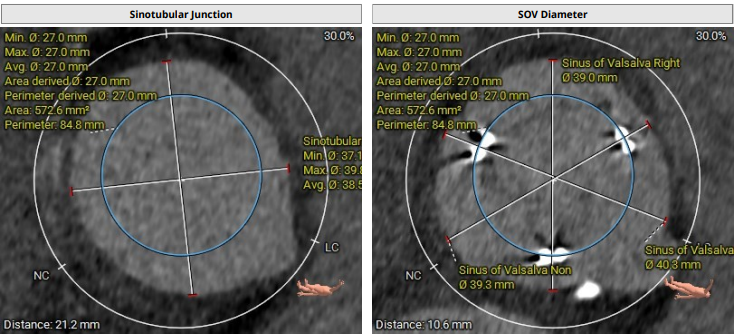 Sinotubular Junction
Min. Ø: 27.0 mm
Max. Ø: 27.0 mm
Avg. Ø: 27.0 mm
Area derived Ø: 27.0 mm
Perimeter derived Ø: 27.0 mm
Area: 572.6 mm²
Perimeter: 84.8 mm
30.0%
Sinotubular
Min. Ø: 37.1
Max. Ø: 39.8
Avg. Ø: 38.5
LC
NC
Distance: 21.2 mm
SOV Diameter
Min. Ø: 27.0 mm
Max. Ø: 27.0 mm
Avg. Ø: 27.0 mm
Area derived Ø: 27.0 mm
Perimeter derived Ø: 27.0 mm
Area: 572.6 mm²
Perimeter: 84.8 mm
30.0%
Sinus of Valsalva Right
Ø 39.0 mm
Sinus of Valsalva
Ø 40.3 mm
NC
Sinus of Valsalva Non
Ø 39.3 mm
Distance: 10.6 mm